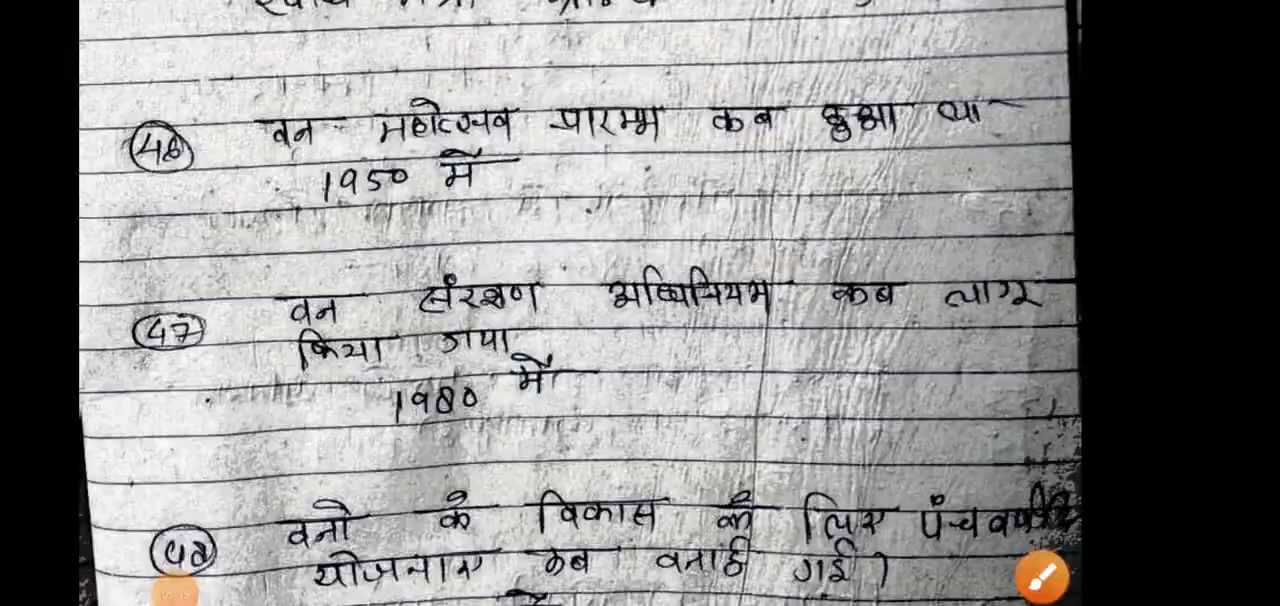 (46) वन महोत्सव प्रारम्भ कब हुआ था
1950 में
(47) वन संरक्षण अधिनियम कब लागू
किया गया
1980 में
(48) वनो के विकास के लिए पंचवर्षीय
योजनाए कब बनाई गई।